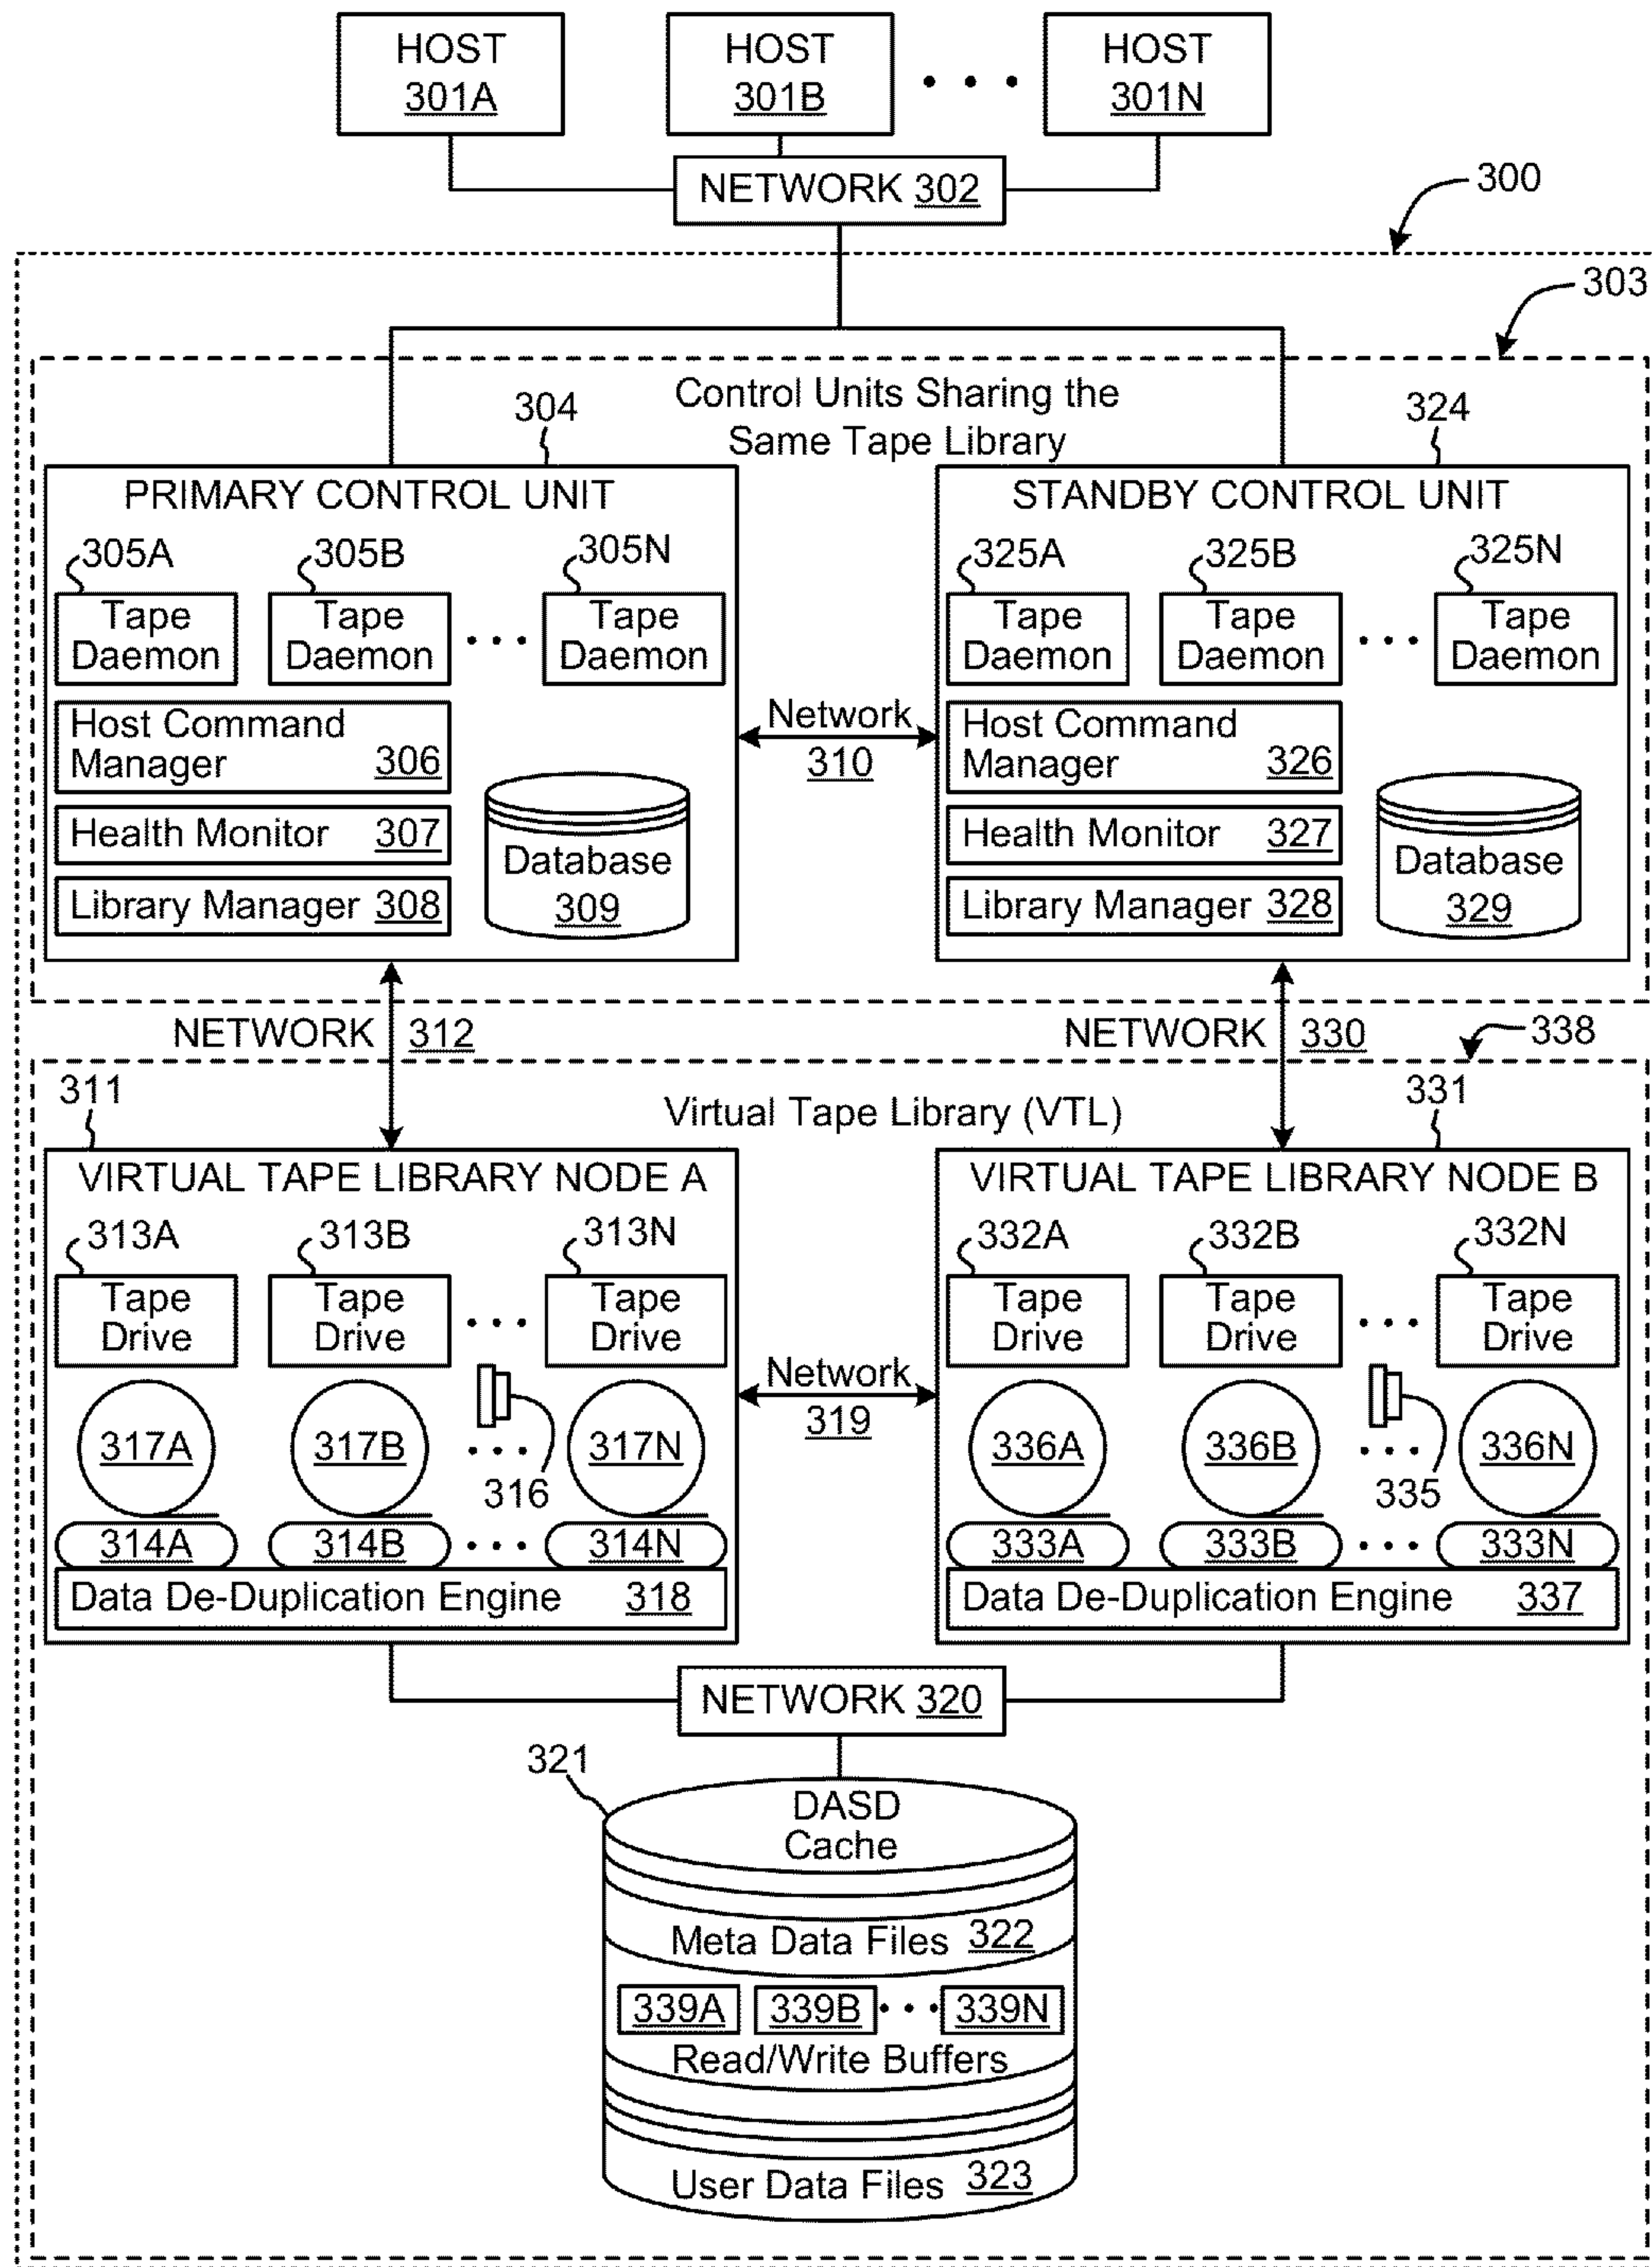 HOST
301A
HOST
301B
HOST
301N
NETWORK 302
300
303
Control Units Sharing the
Same Tape Library
304
324
PRIMARY CONTROL UNIT
305A
305B
305N
Tape
Daemon
Tape
Daemon
Tape
Daemon
Host Command
Manager 306
Health Monitor 307
Library Manager 308
Database
309
Network
310
STANDBY CONTROL UNIT
325A
325B
325N
Tape
Daemon
Tape
Daemon
Tape
Daemon
Host Command
Manager 326
Health Monitor 327
Library Manager 328
Database
329
NETWORK 312
NETWORK 330
338
311
Virtual Tape Library (VTL)
331
VIRTUAL TAPE LIBRARY NODE A
313A
313B
313N
Tape
Drive
Tape
Drive
Tape
Drive
317A
317B
316
317N
314A
314B
314N
Data De-Duplication Engine 318
Network
319
VIRTUAL TAPE LIBRARY NODE B
332A
332B
332N
Tape
Drive
Tape
Drive
Tape
Drive
336A
336B
335
336N
333A
333B
333N
Data De-Duplication Engine 337
NETWORK 320
321
DASD
Cache
Meta Data Files 322
339A
339B
339N
Read/Write Buffers
User Data Files 323